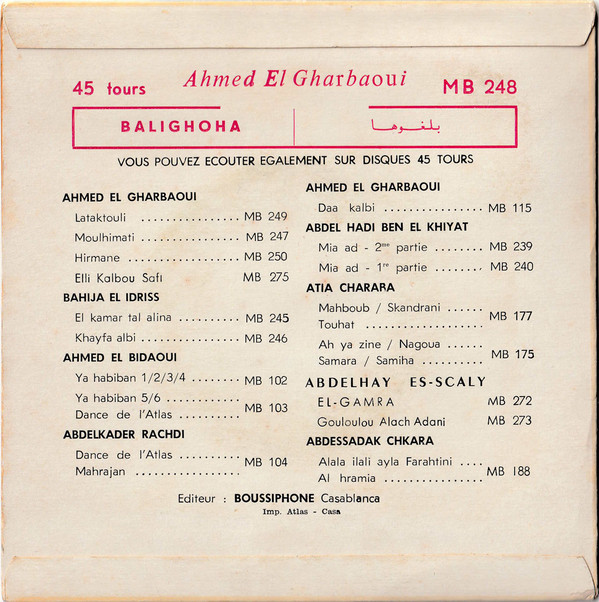 45 tours
Ahmed El Gharbaoui
MB 248
BALIGHOHA
بلغـوهـا
VOUS POUVEZ ECOUTER EGALEMENT SUR DISQUES 45 TOURS
AHMED EL GHARBAOUI
Lataktouli ................ MB 249
Moulhimati ............... MB 247
Hirmane .................. MB 250
Elli Kalbou Safi MB 275
BAHIJA EL IDRISS
El kamar tal alina .......... MB 245
Khayfa albi ................ MB 246
AHMED EL BIDAOUI
Ya habiban 1/2/3/4 ........ MB 102
Ya habiban 5/6 ............
Dance de l'Atlas .......... MB 103
ABDELKADER RACHDI
Dance de l'Atlas ..........
Mahrajan ................. MB 104
AHMED EL GHARBAOUI
Daa kalbi .................. MB 115
ABDEL HADI BEN EL KHIYAT
Mia ad - 2me partie ........ MB 239
Mia ad - 1re partie ........ MB 240
ATIA CHARARA
Mahboub / Skandrani ......
Touhat .................. MB 177
Ah ya zine / Nagoua ......
Samara / Samiha .......... MB 175
ABDELHAY ES-SCALY
EL-GAMRA MB 272
Gouloulou Alach Adani MB 273
ABDESSADAK CHKARA
Alala ilali ayla Farahtini ....
Al hramia ................ MB 188
Editeur : BOUSSIPHONE Casablanca
Imp. Atlas - Casa